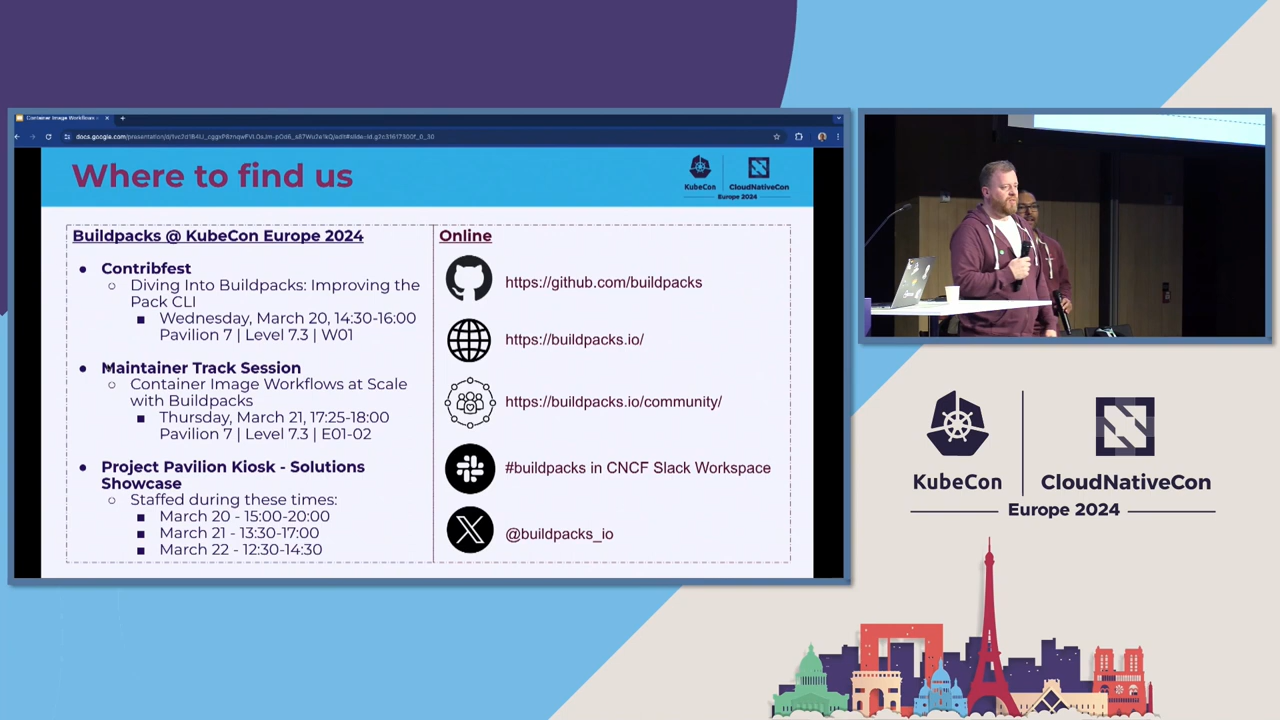 Container Image Workflows
Where to find us
KubeCon
CloudNativeCon
Europe 2024
Buildpacks @ KubeCon Europe 2024
Contribfest
Diving Into Buildpacks: Improving the
Pack CLI
Wednesday, March 20, 14:30-16:00
Pavilion 7 | Level 7.3 | W01
Maintainer Track Session
Container Image Workflows at Scale
with Buildpacks
Thursday, March 21, 17:25-18:00
Pavilion 7 | Level 7.3 | E01-02
Project Pavilion Kiosk - Solutions
Showcase
Staffed during these times:
March 20 - 15:00-20:00
March 21 - 13:30-17:00
March 22 - 12:30-14:30
Online
https://github.com/buildpacks
https://buildpacks.io/
https://buildpacks.io/community/
#buildpacks in CNCF Slack Workspace
@buildpacks_io
KubeCon
CloudNativeCon
Europe 2024